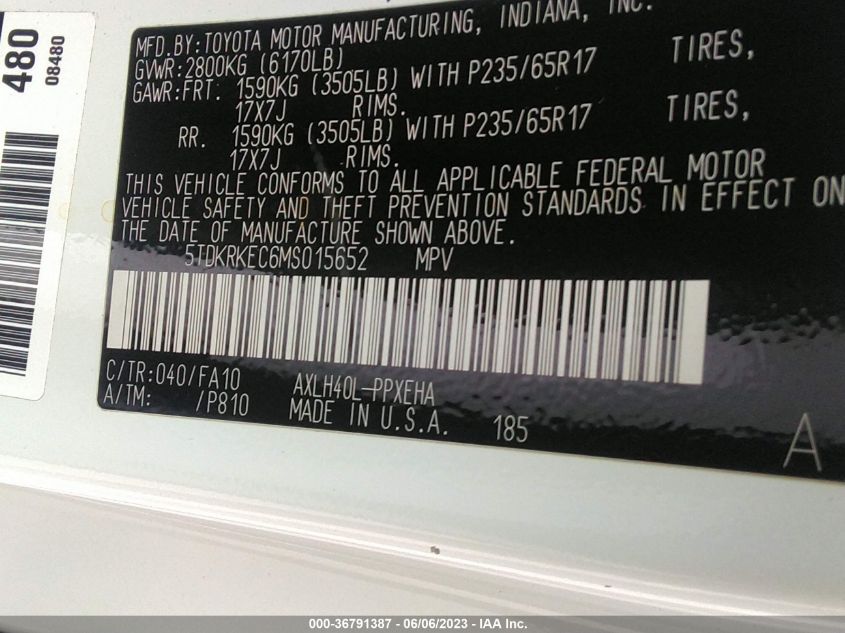 480
08480
MFD.BY:TOYOTA MOTOR MANUFACTURING, INDIANA, INC.
GVWR:2800KG (6170LB)
GAWR:FRT. 1590KG (3505LB) WITH P235/65R17 TIRES,
17X7J RIMS.
RR. 1590KG (3505LB) WITH P235/65R17 TIRES,
17X7J RIMS.
THIS VEHICLE CONFORMS TO ALL APPLICABLE FEDERAL MOTOR
VEHICLE SAFETY AND THEFT PREVENTION STANDARDS IN EFFECT ON
THE DATE OF MANUFACTURE SHOWN ABOVE.
5TDKRKEC6MS015652 MPV
C/TR:040/FA10 AXLH40L-PPXEHA
A/TM: /P810 MADE IN U.S.A. 185
A
000-36791387 - 06/06/2023 - IAA Inc.